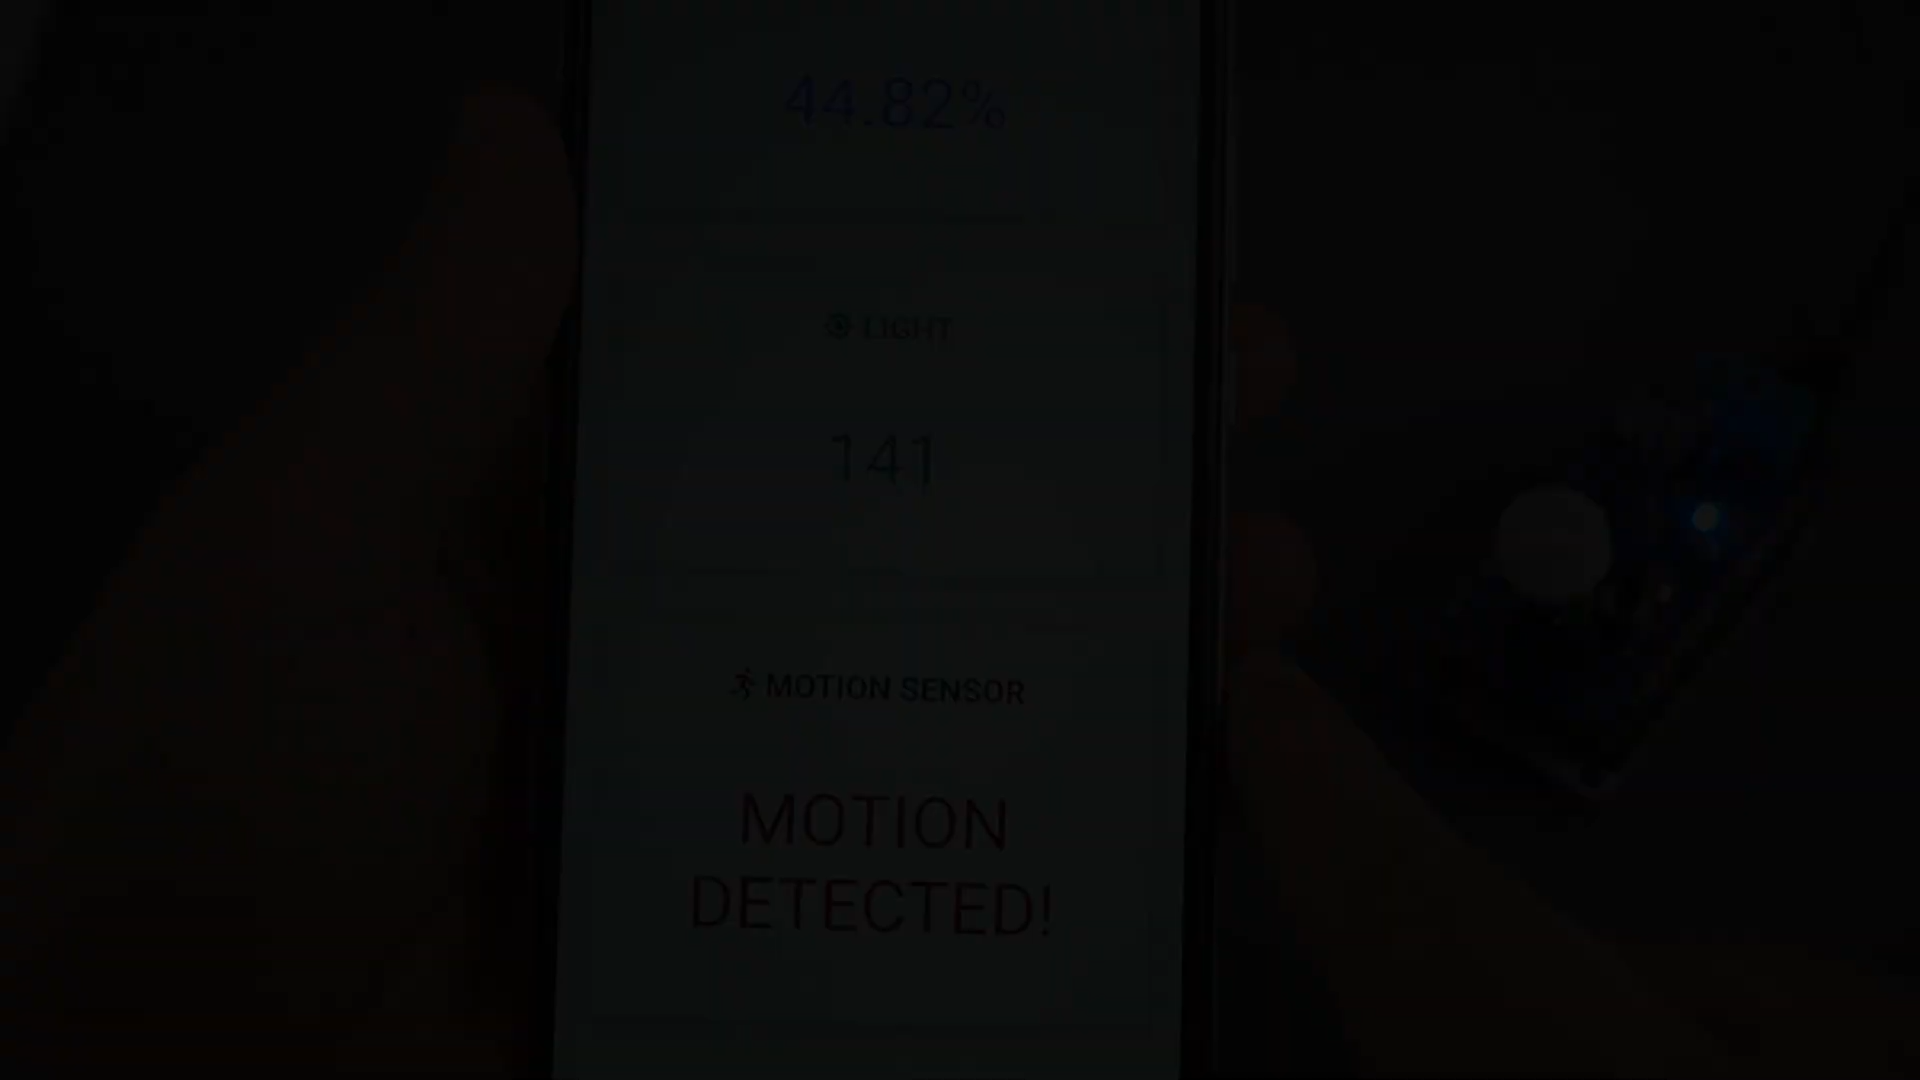 44.82%
LIGHT
141
MOTION SENSOR
MOTION
DETECTED!